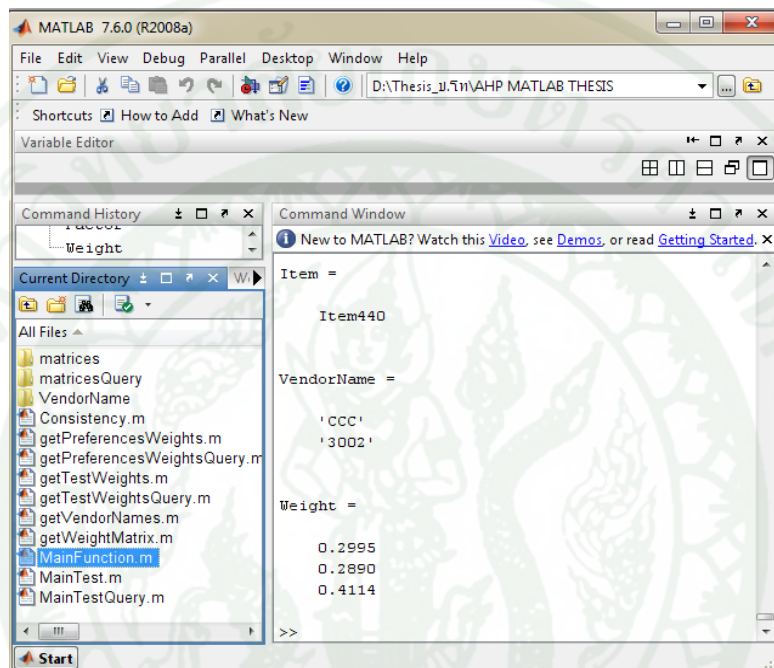 MATLAB 7.6.0 (R2008a)
File Edit View Debug Parallel Desktop Window Help
D:\Thesis_ม.รัท\AHP MATLAB THESIS
Shortcuts How to Add What's New
Variable Editor
Command History
Factor
Weight
Current Directory
All Files
matrices
matricesQuery
VendorName
Consistency.m
getPreferencesWeights.m
getPreferencesWeightsQuery.m
getTestWeights.m
getTestWeightsQuery.m
getVendorNames.m
getWeightMatrix.m
MainFunction.m
MainTest.m
MainTestQuery.m
Start
Command Window
New to MATLAB? Watch this Video, see Demos, or read Getting Started.
Item =
Item440
VendorName =
'CCC'
'3002'
Weight =
0.2995
0.2890
0.4114
>>